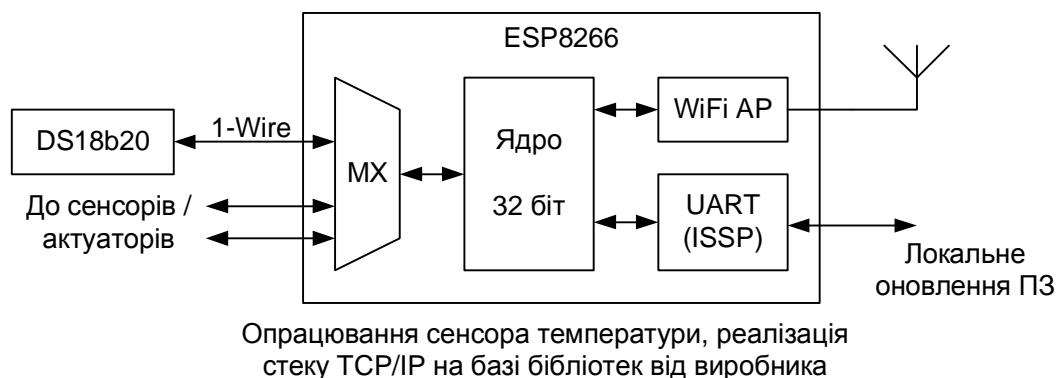 ESP8266
DS18b20
1-Wire
MX
Ядро
32 біт
WiFi AP
UART
(ISSP)
До сенсорів /
актуаторів
Локальне
оновлення ПЗ
Опрацювання сенсора температури, реалізація
стеку TCP/IP на базі бібліотек від виробника